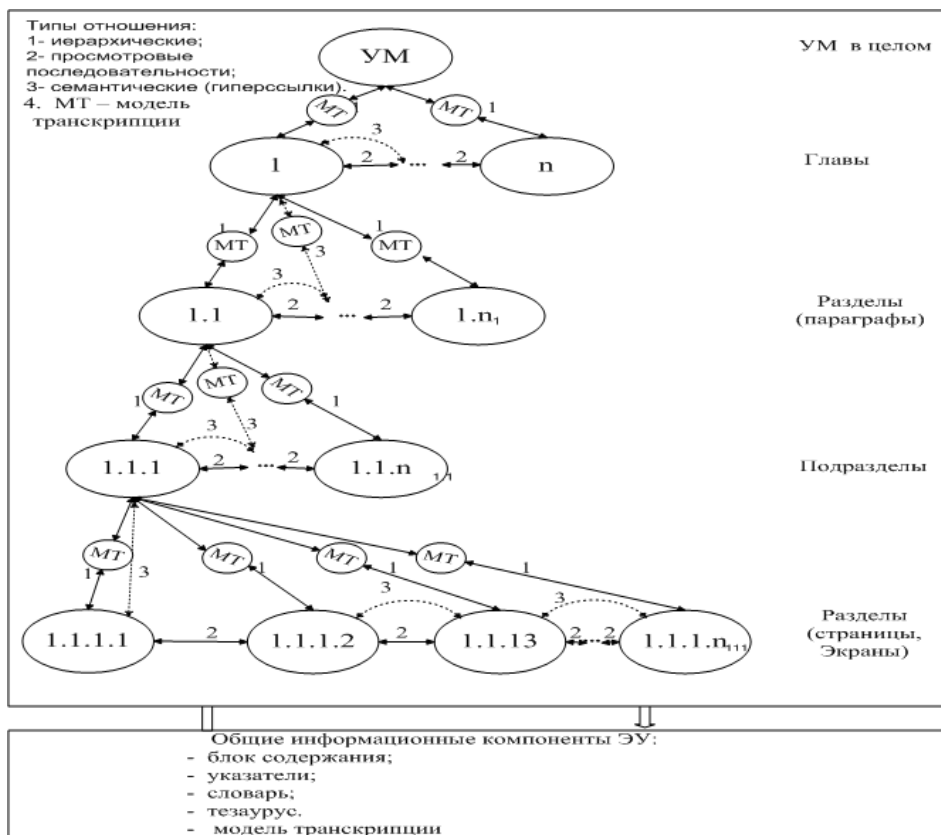 Типы отношения:
1- иерархические;
2- просмотровые
последовательности;
3- семантические (гиперссылки).
4. МТ – модель
транскрипции
УМ
УМ в целом
МТ 1 МТ 1
3
1 2 ... 2 n
Главы
1 МТ 1
МТ МТ
3
3
1.1 2 ... 2 1.n1
Разделы
(параграфы)
МТ МТ МТ
1 1
3 3
1.1.1 2 ... 2 1.1.n 1,1
Подразделы
МТ МТ МТ МТ
1 3 1 1 1
3 3
1.1.1.1 2 1.1.1.2 2 1.1.13 2 ... 2 1.1.1.n111
Разделы
(страницы,
Экраны)
Общие информационные компоненты ЭУ:
- блок содержания;
- указатели;
- словарь;
- тезаурус.
- модель транскрипции